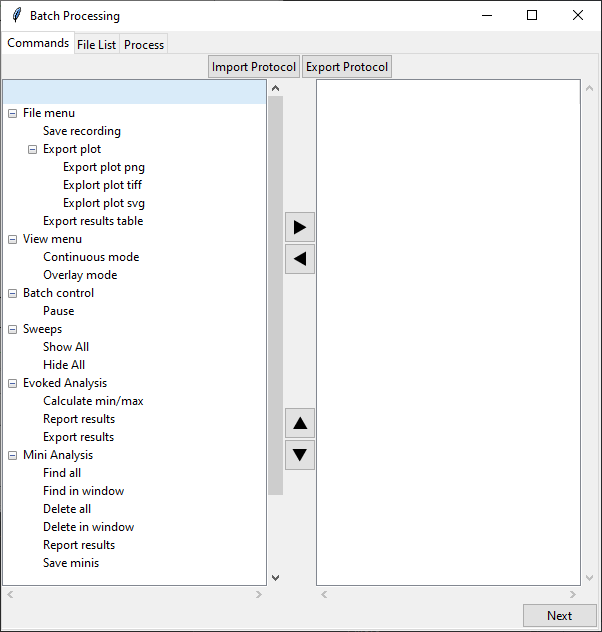 Batch Processing
Commands File List Process
Import Protocol Export Protocol
File menu
Save recording
Export plot
Export plot png
Explort plot tiff
Explort plot svg
Export results table
View menu
Continuous mode
Overlay mode
Batch control
Pause
Sweeps
Show All
Hide All
Evoked Analysis
Calculate min/max
Report results
Export results
Mini Analysis
Find all
Find in window
Delete all
Delete in window
Report results
Save minis
Next